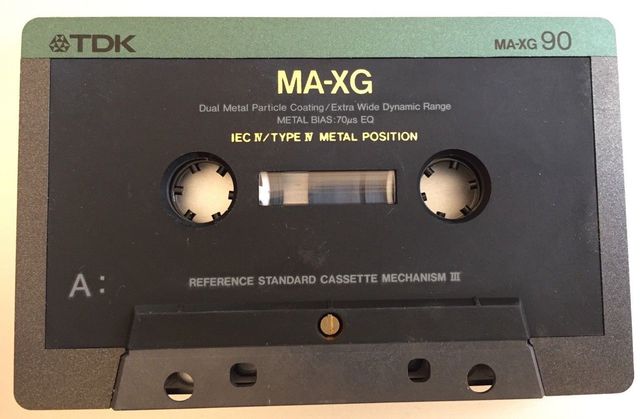 TDK
MA-XG 90
MA-XG
Dual Metal Particle Coating/Extra Wide Dynamic Range
METAL BIAS:70µs EQ
IEC IV/TYPE IV METAL POSITION
A:
REFERENCE STANDARD CASSETTE MECHANISM III